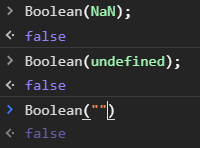 > Boolean(NaN);
< false
> Boolean(undefined);
< false
> Boolean("")
< false